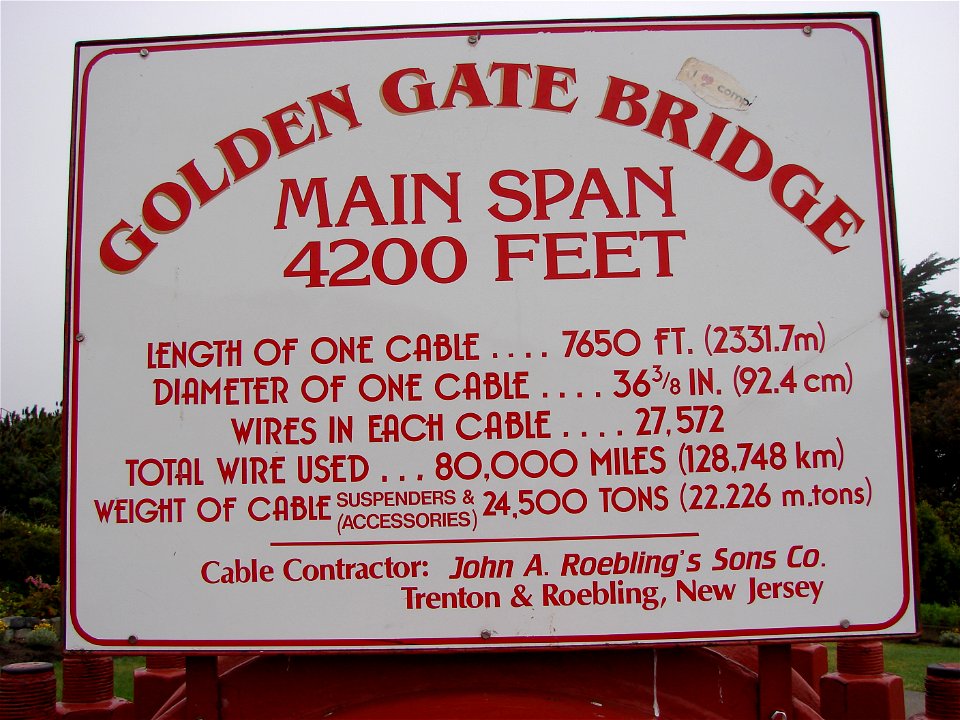 GOLDEN GATE BRIDGE
J ♥ comp
MAIN SPAN
4200 FEET
LENGTH OF ONE CABLE .... 7650 FT. (2331.7m)
DIAMETER OF ONE CABLE .... 36 3/8 IN. (92.4 cm)
WIRES IN EACH CABLE .... 27,572
TOTAL WIRE USED ... 80,000 MILES (128,748 km)
WEIGHT OF CABLE SUSPENDERS & (ACCESSORIES) 24,500 TONS (22.226 m.tons)
Cable Contractor: John A. Roebling's Sons Co.
Trenton & Roebling, New Jersey